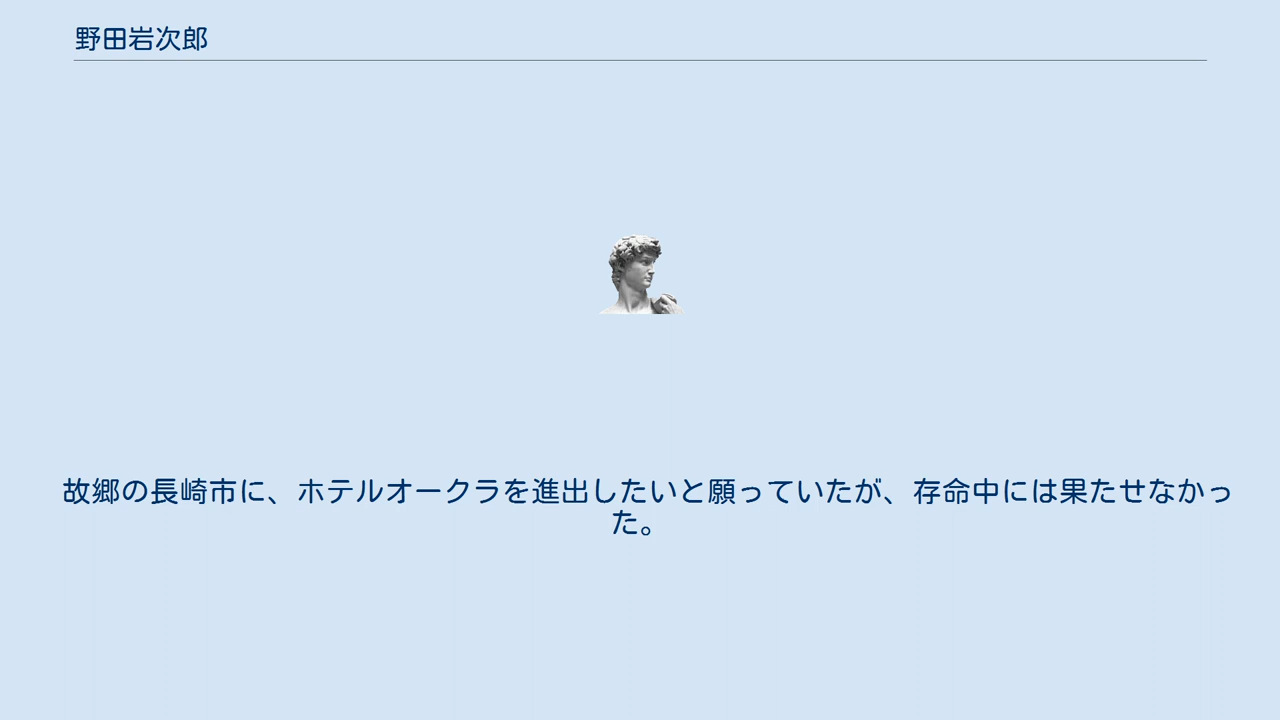 野田岩次郎
故郷の長崎市に、ホテルオークラを進出したいと願っていたが、存命中には果たせなかっ
た。